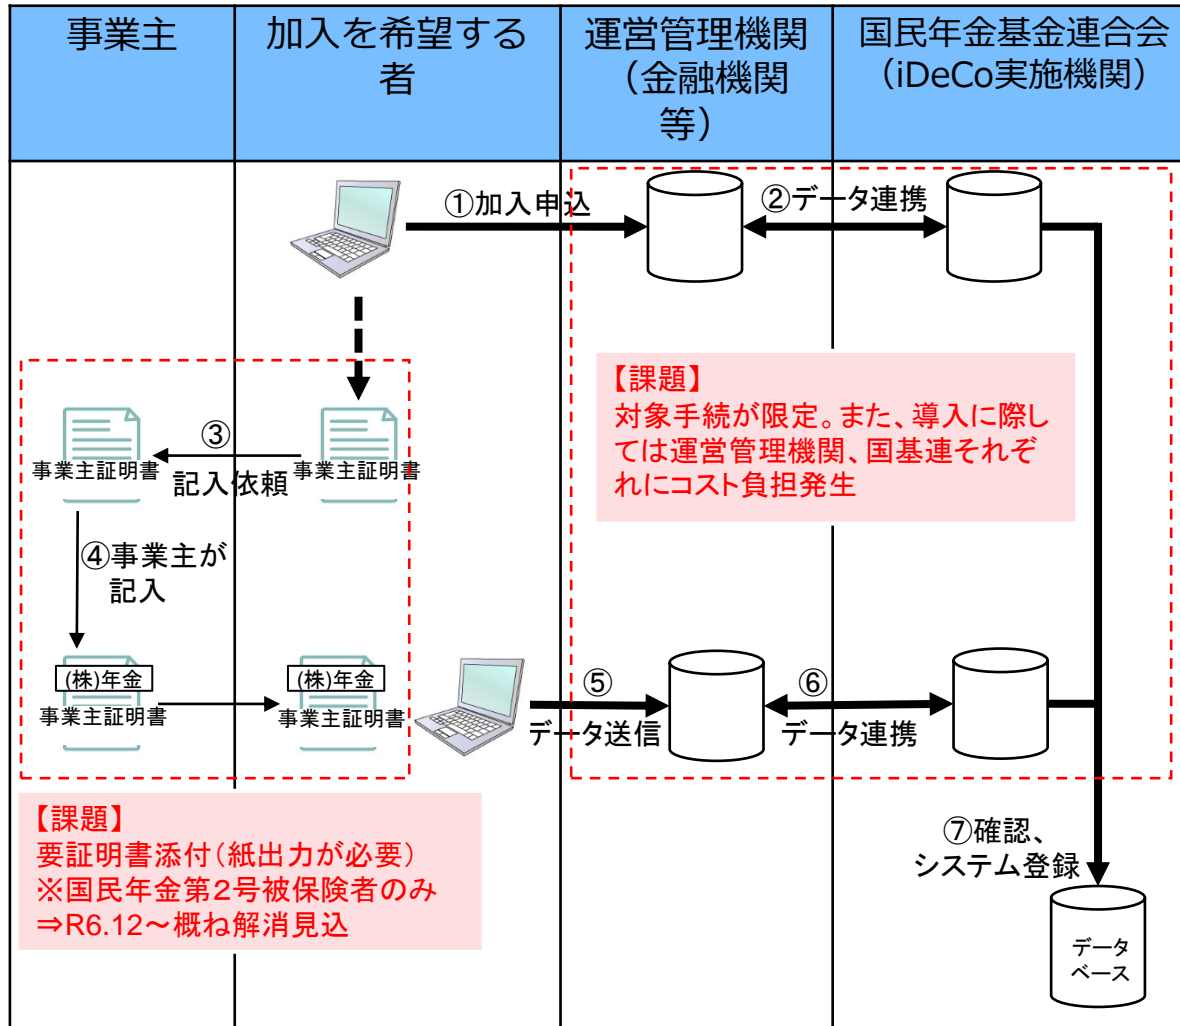 事業主
加入を希望する
者
運営管理機関
（金融機関
等）
国民年金基金連合会
（iDeCo実施機関）
①加入申込
②データ連携
【課題】
対象手続が限定。また、導入に際し
ては運営管理機関、国基連それぞ
れにコスト負担発生
③
記入依頼
事業主証明書
事業主証明書
④事業主が
記入
(株)年金
事業主証明書
(株)年金
事業主証明書
⑤
データ送信
⑥
データ連携
【課題】
要証明書添付（紙出力が必要）
※国民年金第２号被保険者のみ
⇒R6.12～概ね解消見込
⑦確認、
システム登録
データ
ベース